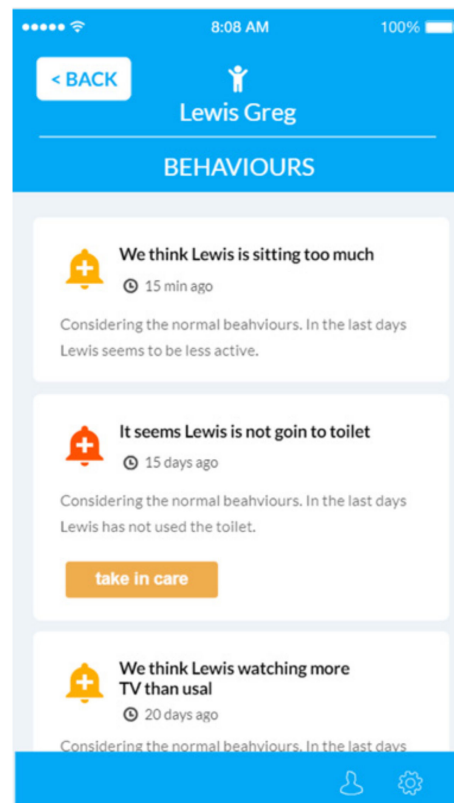 8:08 AM
100%
< BACK
Lewis Greg
BEHAVIOURS
We think Lewis is sitting too much
15 min ago
Considering the normal beahviours. In the last days
Lewis seems to be less active.
It seems Lewis is not goin to toilet
15 days ago
Considering the normal beahviours. In the last days
Lewis has not used the toilet.
take in care
We think Lewis watching more
TV than usal
20 days ago
Considering the normal beahviours. In the last days